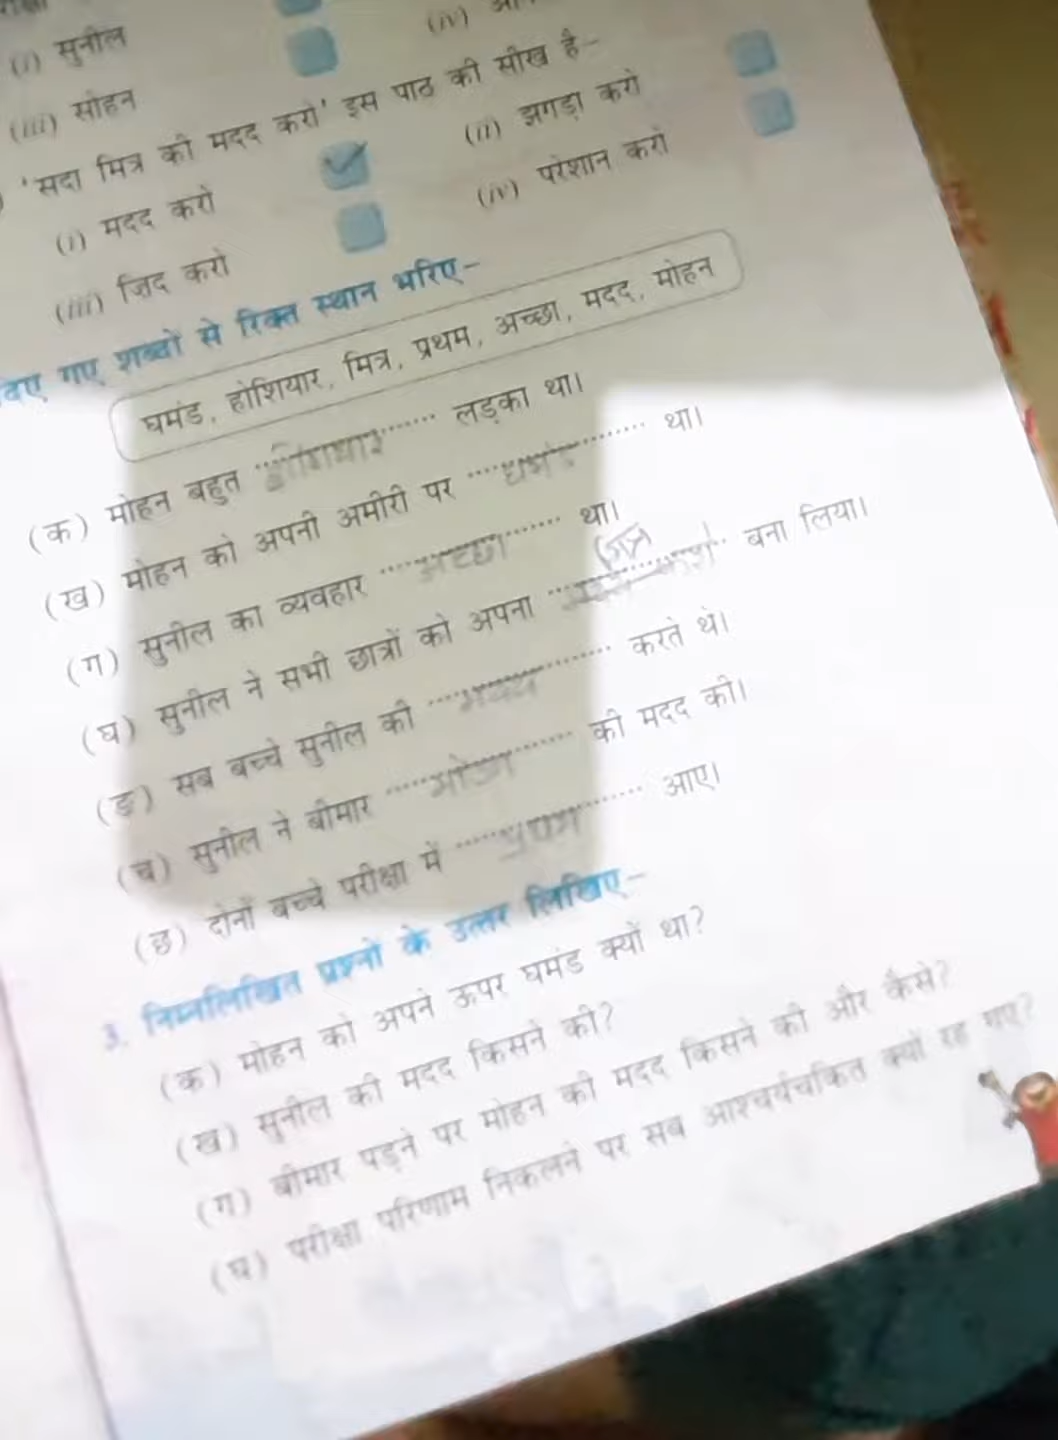 (i) सुनील
(iv)
(iii) सोहन
'सदा मित्र की मदद करो' इस पाठ की सीख है-
(i) मदद करो
(ii) झगड़ा करो
(iii) जिद करो
(iv) परेशान करो
दिए गए शब्दों से रिक्त स्थान भरिए-
घमंड, होशियार, मित्र, प्रथम, अच्छा, मदद, मोहन
(क) मोहन बहुत होशियार लड़का था।
(ख) मोहन को अपनी अमीरी पर घमंड था।
(ग) सुनील का व्यवहार अच्छा था।
(घ) सुनील ने सभी छात्रों को अपना मित्र बना लिया।
(ङ) सब बच्चे सुनील की करते थे।
(च) सुनील ने बीमार की मदद की।
(छ) दोनों बच्चे परीक्षा में प्रथम आए।
3. निम्नलिखित प्रश्नों के उत्तर लिखिए-
(क) मोहन को अपने ऊपर घमंड क्यों था?
(ख) सुनील की मदद किसने की?
(ग) बीमार पड़ने पर मोहन की मदद किसने की और कैसे?
(घ) परीक्षा परिणाम निकलने पर सब आश्चर्यचकित क्यों रह गए?